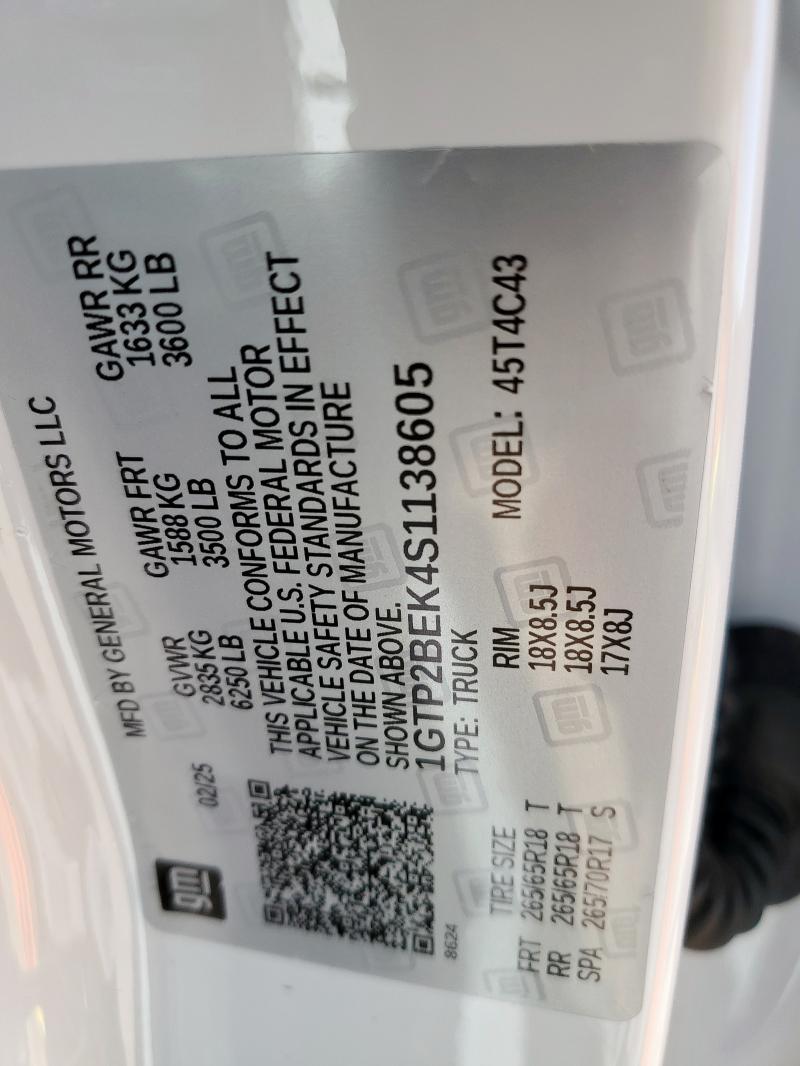 gm
MFD BY GENERAL MOTORS LLC
02/25 GVWR GAWR FRT GAWR RR
2835 KG 1588 KG 1633 KG
6250 LB 3500 LB 3600 LB
THIS VEHICLE CONFORMS TO ALL
APPLICABLE U.S. FEDERAL MOTOR
VEHICLE SAFETY STANDARDS IN EFFECT
ON THE DATE OF MANUFACTURE
SHOWN ABOVE.
1GTP2BEK4S1138605
8624 TYPE: TRUCK MODEL: 45T4C43
TIRE SIZE RIM
FRT 265/65R18 T 18X8.5J
RR 265/65R18 T 18X8.5J
SPA 265/70R17 S 17X8J